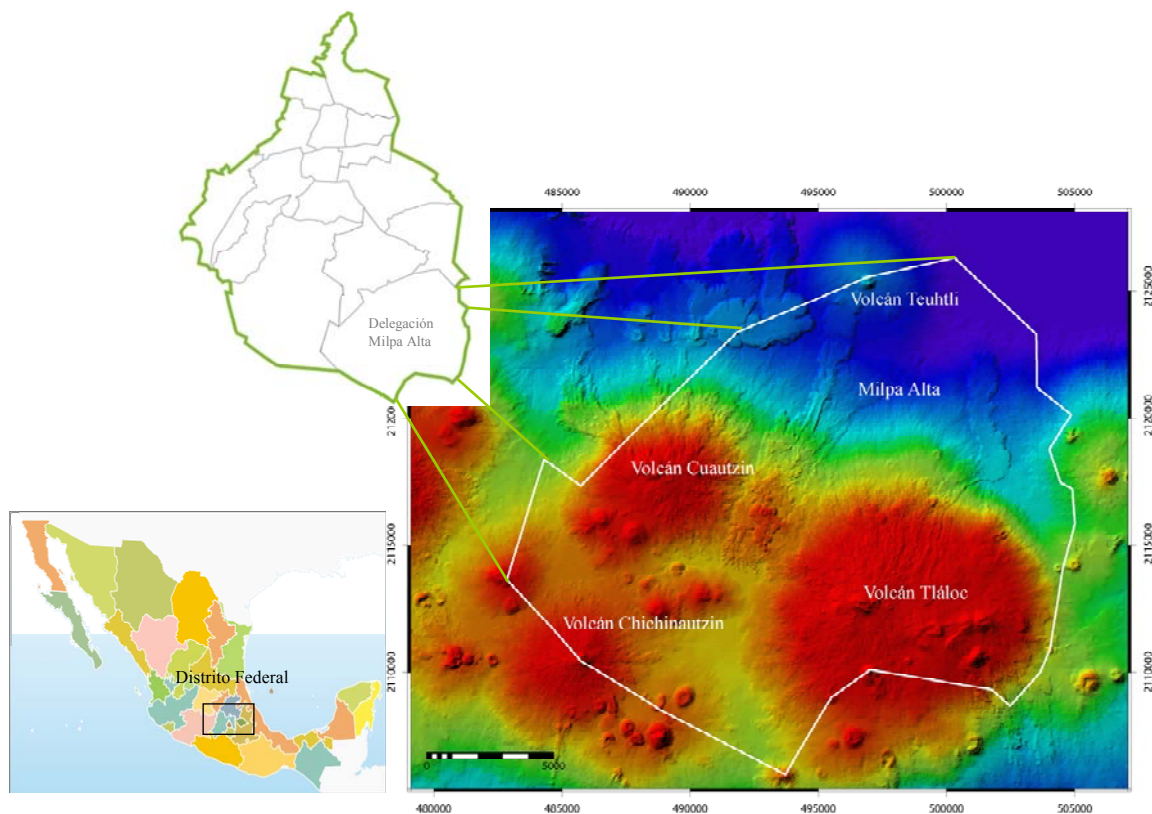 485000
490000
495000
500000
505000
Volcán Teuhtli
2125000
Delegación
Milpa Alta
Milpa Alta
212000
2120000
Volcán Cuautzin
2115000
2115000
Volcán Tláloc
Volcán Chichinautzin
Distrito Federal
2110000
2110000
0
5000
480000
485000
490000
495000
500000
505000